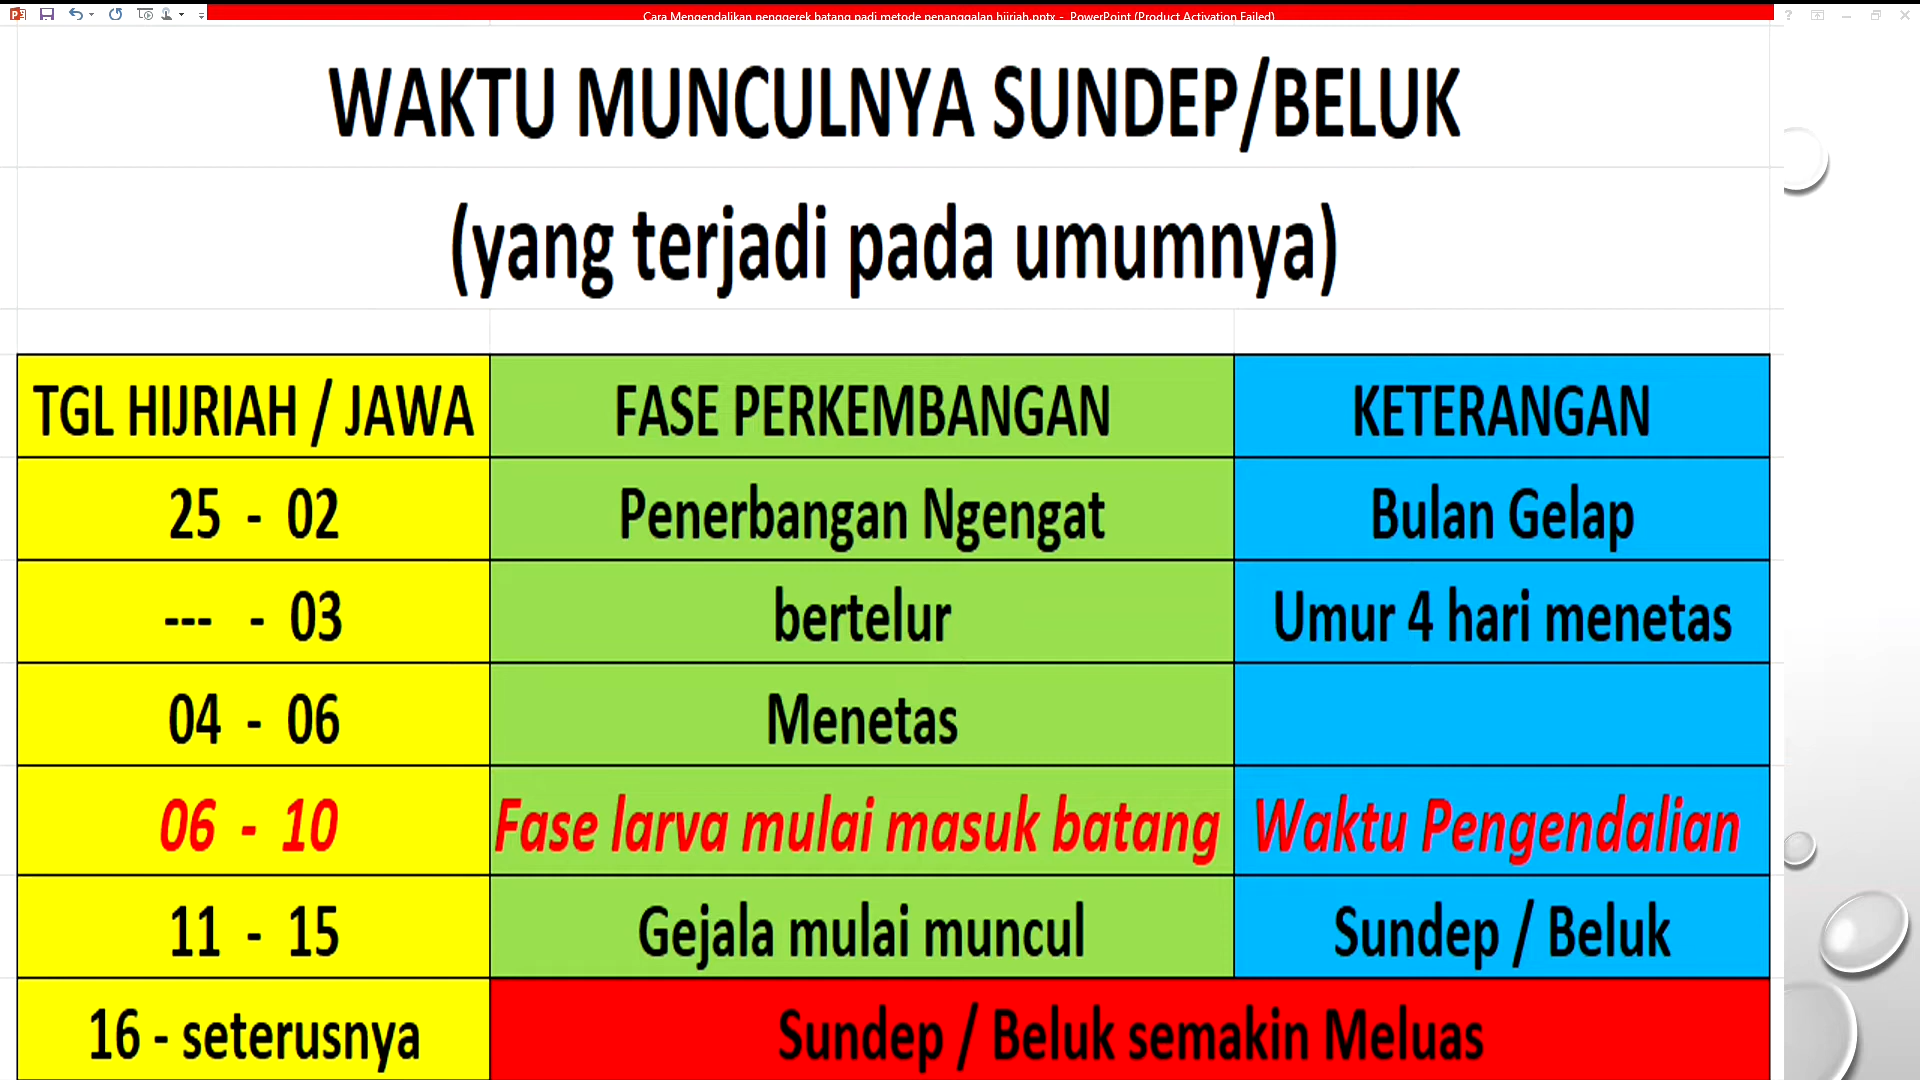 Cara Mengendalikan penggerek batang padi metode penanggalan hijriah.pptx - PowerPoint (Product Activation Failed)
WAKTU MUNCULNYA SUNDEP/BELUK
(yang terjadi pada umumnya)
TGL HIJRIAH / JAWA FASE PERKEMBANGAN KETERANGAN
25 - 02 Penerbangan Ngengat Bulan Gelap
--- - 03 bertelur Umur 4 hari menetas
04 - 06 Menetas
06 - 10 Fase larva mulai masuk batang Waktu Pengendalian
11 - 15 Gejala mulai muncul Sundep / Beluk
16 - seterusnya Sundep / Beluk semakin Meluas